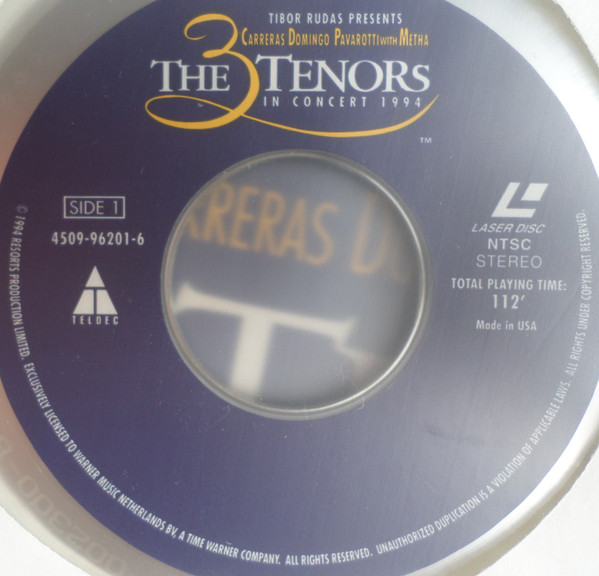 TIBOR RUDAS PRESENTS
CARRERAS DOMINGO PAVAROTTI WITH METHA
THE 3 TENORS
IN CONCERT 1994
TM
SIDE 1
4509-96201-6
TELDEC
LASER DISC
NTSC
STEREO
TOTAL PLAYING TIME:
112'
Made in USA
RRERAS D
T
© 1994 RESORTS PRODUCTION LIMITED. EXCLUSIVELY LICENSED TO WARNER MUSIC NETHERLANDS BV, A TIME WARNER COMPANY. ALL RIGHTS RESERVED. UNAUTHORIZED DUPLICATION IS A VIOLATION OF APPLICABLE LAWS. ALL RIGHTS UNDER COPYRIGHT RESERVED.